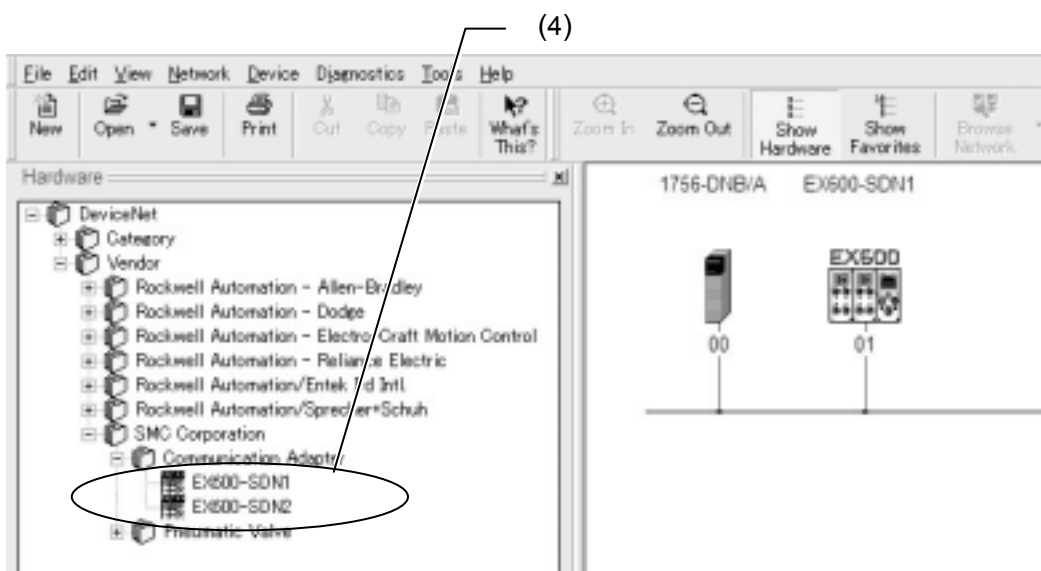 (4)
File Edit View Network Device Diagnostics Tools Help
New Open Save Print Cut Copy Paste What's This? Zoom In Zoom Out Show Hardware Show Favorites Browse Network
Hardware
1756-DNB/A EX600-SDN1
DeviceNet
Category
Vendor
Rockwell Automation - Allen-Bradley
Rockwell Automation - Dodge
Rockwell Automation - Electro-Craft Motion Control
Rockwell Automation - Reliance Electric
Rockwell Automation/Entek Ird Intl.
Rockwell Automation/Sprecher+Schuh
SMC Corporation
Communication Adapter
EX600-SDN1
EX600-SDN2
Pneumatic Valve
EX600
00 01